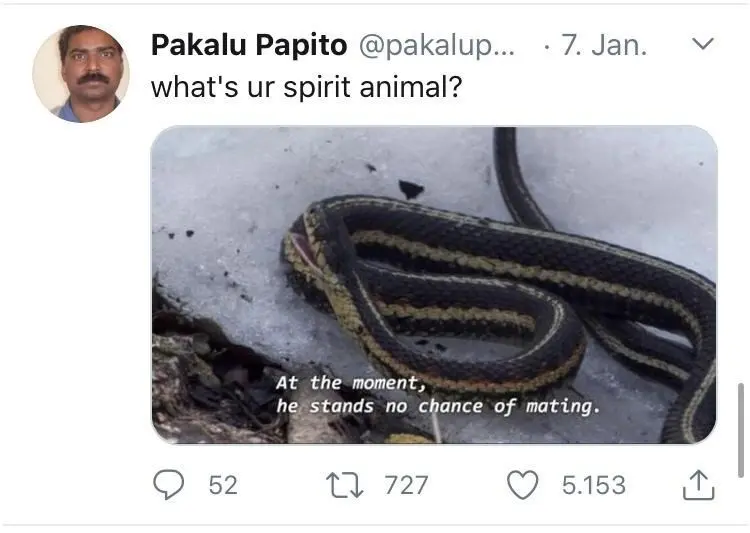 Pakalu Papito @pakalup... · 7. Jan.
what's ur spirit animal?
At the moment,
he stands no chance of mating.
52 727 5.153